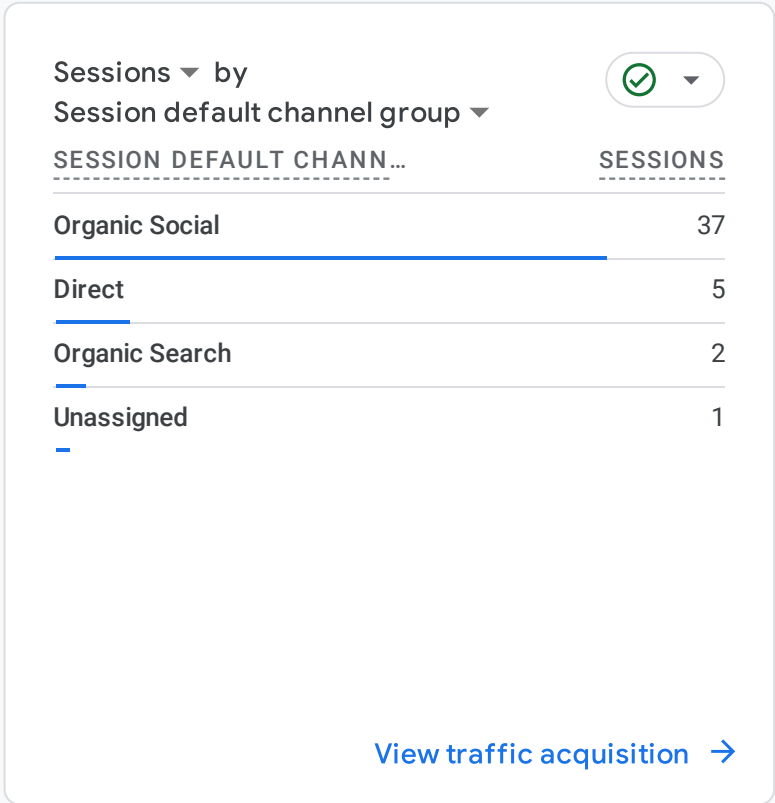 Sessions by
Session default channel group
SESSION DEFAULT CHANN…
SESSIONS
Organic Social 37
Direct 5
Organic Search 2
Unassigned 1
View traffic acquisition →